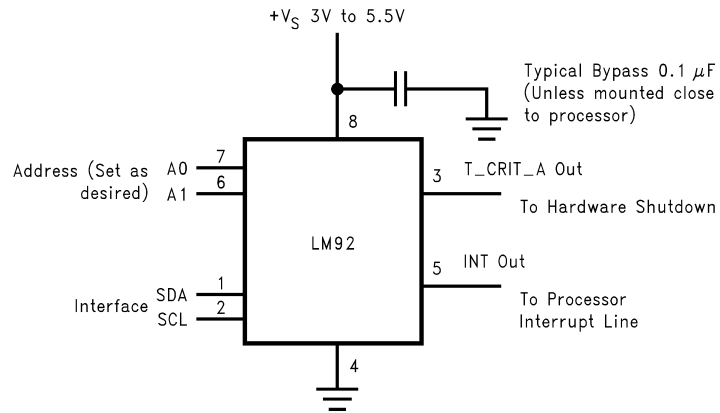 +VS 3V to 5.5V
Typical Bypass 0.1 μF
(Unless mounted close
to processor)
8
Address (Set as
desired)
A0
7
A1
6
3
T_CRIT_A Out
To Hardware Shutdown
LM92
5
INT Out
To Processor
Interrupt Line
Interface
SDA
1
SCL
2
4